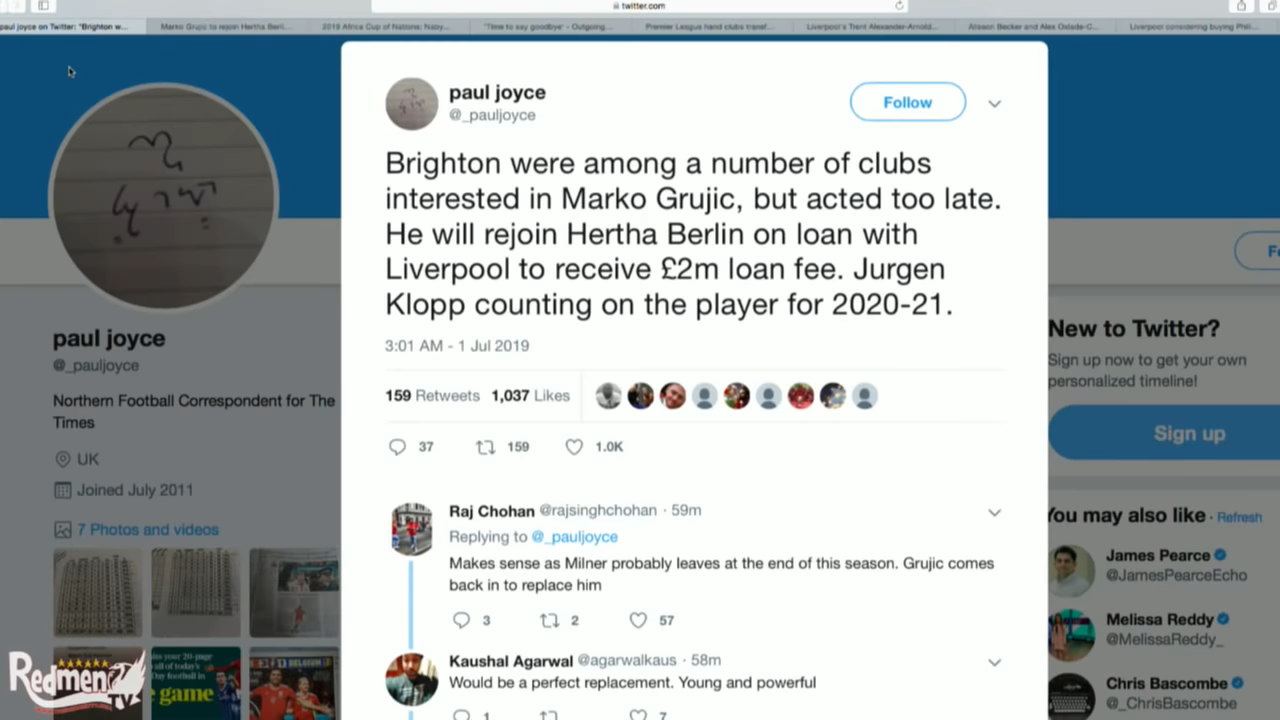 twitter.com
paul joyce on Twitter: "Brighton w...
Marko Grujic to rejoin Hertha Berli...
2019 Africa Cup of Nations: Naby...
'Time to say goodbye' - Outgoing...
Premier League hand clubs transf...
Liverpool's Trent Alexander-Arnold...
Alisson Becker and Alex Oxlade-C...
Liverpool considering buying Phili...
paul joyce
@_pauljoyce
Follow
Brighton were among a number of clubs
interested in Marko Grujic, but acted too late.
He will rejoin Hertha Berlin on loan with
Liverpool to receive £2m loan fee. Jurgen
Klopp counting on the player for 2020-21.
3:01 AM - 1 Jul 2019
159 Retweets 1,037 Likes
37 159 1.0K
Raj Chohan @rajsinghchohan · 59m
Replying to @_pauljoyce
Makes sense as Milner probably leaves at the end of this season. Grujic comes
back in to replace him
3 2 57
Kaushal Agarwal @agarwalkaus · 58m
Would be a perfect replacement. Young and powerful
1 7
paul joyce
@_pauljoyce
Northern Football Correspondent for The
Times
UK
Joined July 2011
7 Photos and videos
game
Redmen TV
New to Twitter?
Sign up now to get your own
personalized timeline!
Sign up
You may also like · Refresh
James Pearce
@JamesPearceEcho
Melissa Reddy
@MelissaReddy_
Chris Bascombe
@_ChrisBascombe